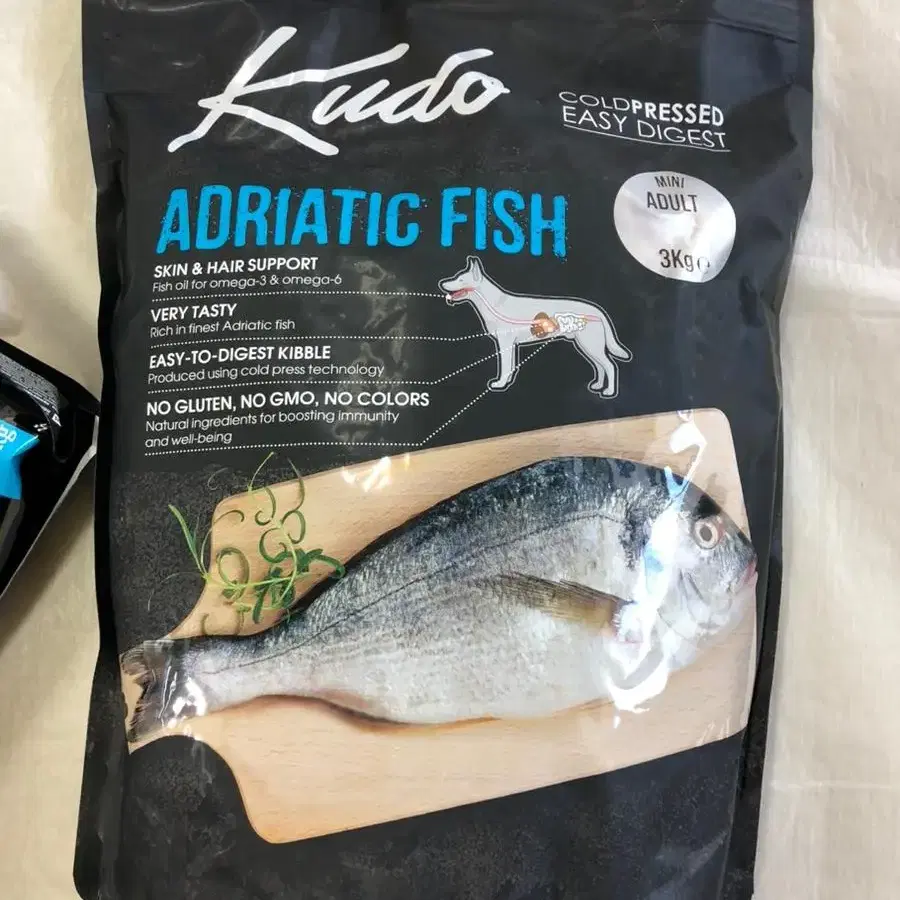 Kudo
COLDPRESSED
EASY DIGEST
MINI
ADULT
3Kg e
ADRIATIC FISH
SKIN & HAIR SUPPORT
Fish oil for omega-3 & omega-6
VERY TASTY
Rich in finest Adriatic fish
EASY-TO-DIGEST KIBBLE
Produced using cold press technology
NO GLUTEN, NO GMO, NO COLORS
Natural ingredients for boosting immunity
and well-being